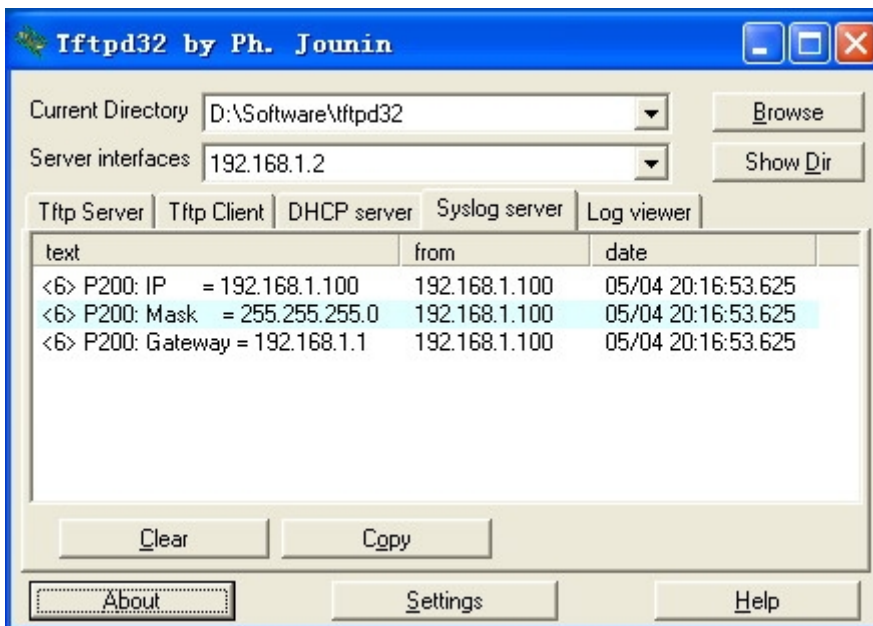 Tftpd32 by Ph. Jounin
Current Directory D:\Software\tftpd32 Browse
Server interfaces 192.168.1.2 Show Dir
Tftp Server Tftp Client DHCP server Syslog server Log viewer
text from date
<6> P200: IP = 192.168.1.100 192.168.1.100 05/04 20:16:53.625
<6> P200: Mask = 255.255.255.0 192.168.1.100 05/04 20:16:53.625
<6> P200: Gateway = 192.168.1.1 192.168.1.100 05/04 20:16:53.625
Clear Copy
About Settings Help